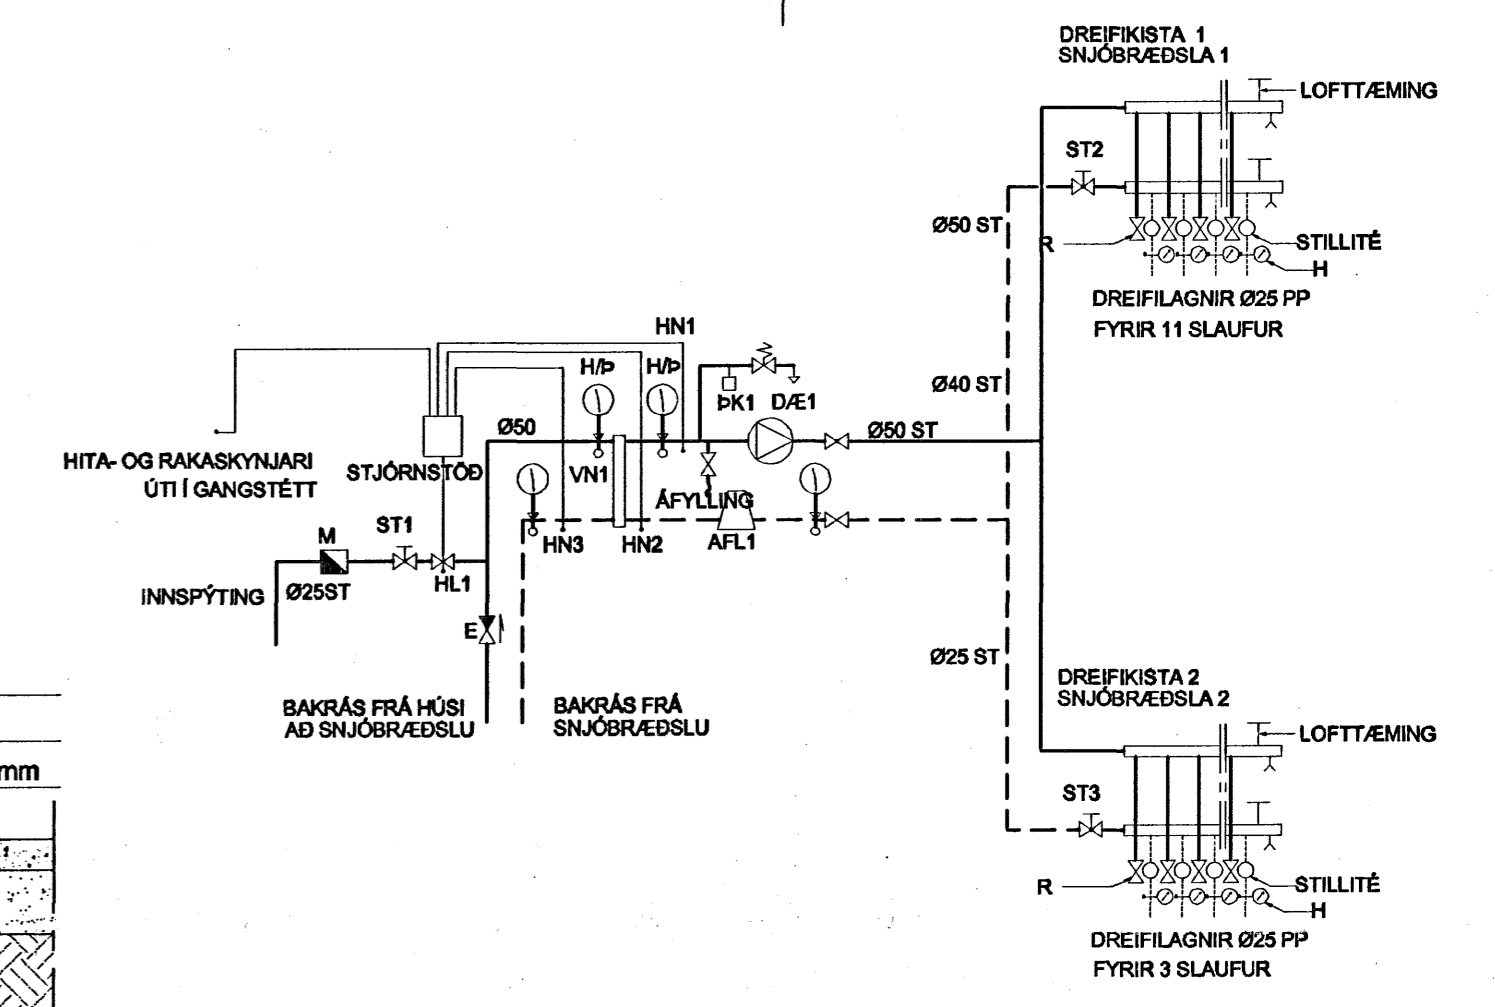 DREIFIKISTA 1
SNJÓBRÆÐSLA 1
LOFTTÆMING
ST2
Ø50 ST
R
STILLITÉ
H
DREIFILAGNIR Ø25 PP
FYRIR 11 SLAUFUR
HN1
H/Þ
H/Þ
ÞK1
DÆ1
Ø40 ST
Ø50
Ø50 ST
HITA- OG RAKASKYNJARI
ÚTI Í GANGSTÉTT
STJÓRNSTÖÐ
VN1
ÁFYLLING
ST1
M
HN3
HN2
AFL1
INNSPÝTING
Ø25ST
HL1
E
Ø25 ST
BAKRÁS FRÁ HÚSI
AÐ SNJÓBRÆÐSLU
BAKRÁS FRÁ
SNJÓBRÆÐSLU
DREIFIKISTA 2
SNJÓBRÆÐSLA 2
LOFTTÆMING
mm
ST3
R
STILLITÉ
H
DREIFILAGNIR Ø25 PP
FYRIR 3 SLAUFUR